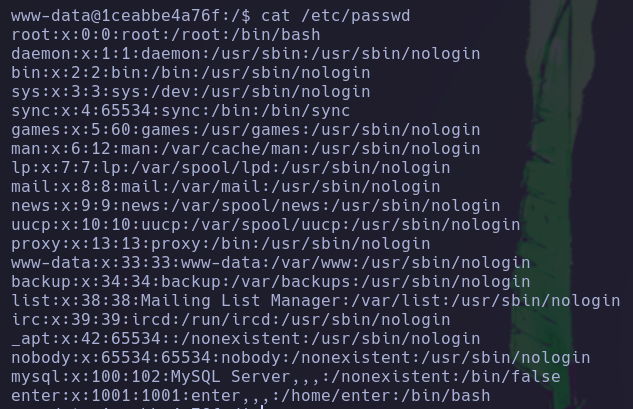 www-data@1ceabbe4a76f:/$ cat /etc/passwd
root:x:0:0:root:/root:/bin/bash
daemon:x:1:1:daemon:/usr/sbin:/usr/sbin/nologin
bin:x:2:2:bin:/bin:/usr/sbin/nologin
sys:x:3:3:sys:/dev:/usr/sbin/nologin
sync:x:4:65534:sync:/bin:/bin/sync
games:x:5:60:games:/usr/games:/usr/sbin/nologin
man:x:6:12:man:/var/cache/man:/usr/sbin/nologin
lp:x:7:7:lp:/var/spool/lpd:/usr/sbin/nologin
mail:x:8:8:mail:/var/mail:/usr/sbin/nologin
news:x:9:9:news:/var/spool/news:/usr/sbin/nologin
uucp:x:10:10:uucp:/var/spool/uucp:/usr/sbin/nologin
proxy:x:13:13:proxy:/bin:/usr/sbin/nologin
www-data:x:33:33:www-data:/var/www:/usr/sbin/nologin
backup:x:34:34:backup:/var/backups:/usr/sbin/nologin
list:x:38:38:Mailing List Manager:/var/list:/usr/sbin/nologin
irc:x:39:39:ircd:/run/ircd:/usr/sbin/nologin
_apt:x:42:65534::/nonexistent:/usr/sbin/nologin
nobody:x:65534:65534:nobody:/nonexistent:/usr/sbin/nologin
mysql:x:100:102:MySQL Server,,,:/nonexistent:/bin/false
enter:x:1001:1001:enter,,,:/home/enter:/bin/bash